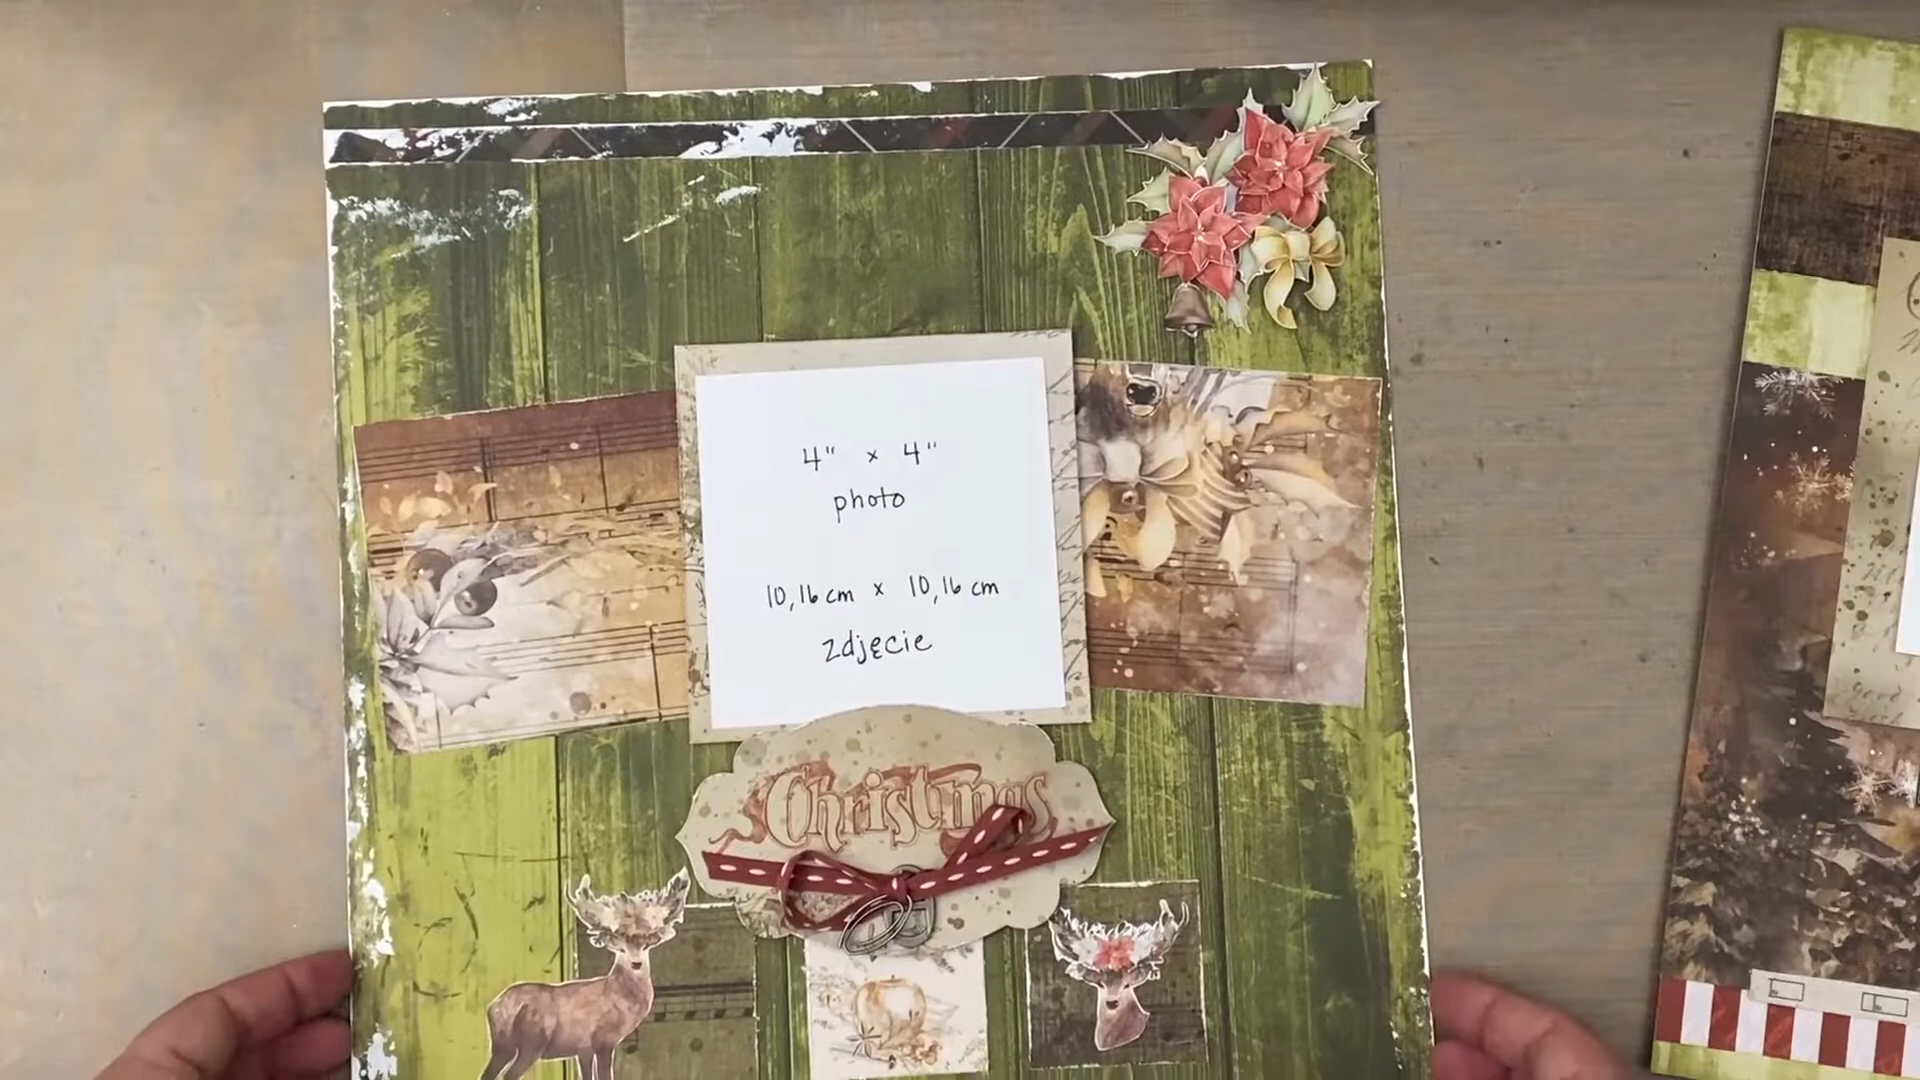 4" x 4"
photo
10,16 cm x 10,16 cm
zdjęcie
Christmas